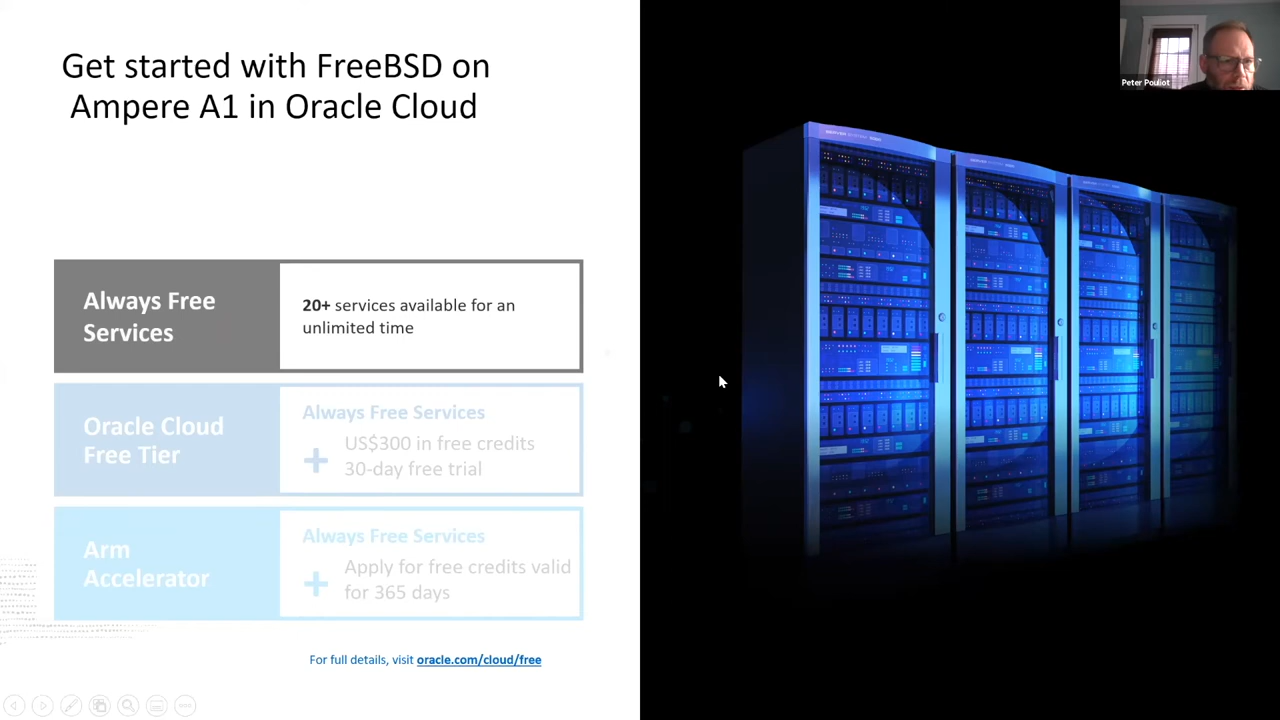 Get started with FreeBSD on
Ampere A1 in Oracle Cloud
Always Free
Services
20+ services available for an
unlimited time
Oracle Cloud
Free Tier
Always Free Services
+
US$300 in free credits
30-day free trial
Arm
Accelerator
Always Free Services
+
Apply for free credits valid
for 365 days
For full details, visit oracle.com/cloud/free
Peter Pouliot